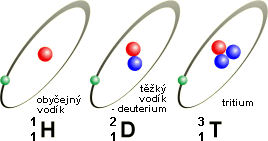 obyčejný
vodík
těžký
vodík
- deuterium
tritium
1
1H
2
1D
3
1T